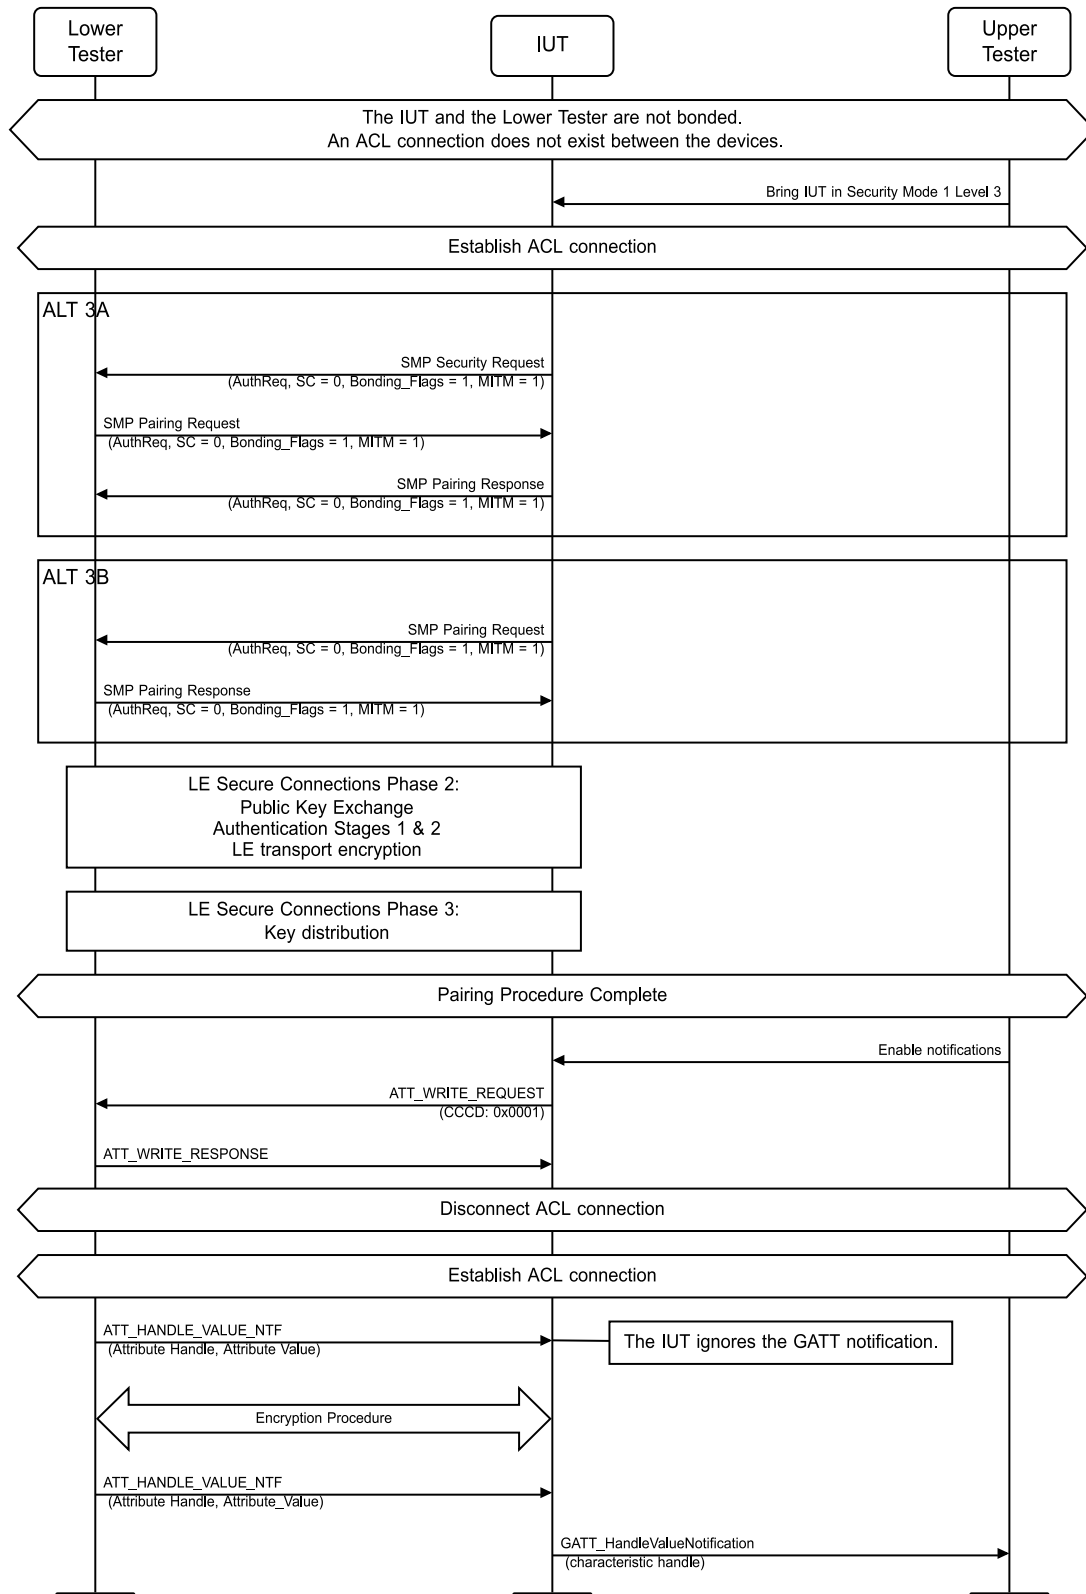 Lower
Tester
IUT
Upper
Tester
The IUT and the Lower Tester are not bonded.
An ACL connection does not exist between the devices.
Bring IUT in Security Mode 1 Level 3
Establish ACL connection
ALT 3A
SMP Security Request
(AuthReq, SC = 0, Bonding_Flags = 1, MITM = 1)
SMP Pairing Request
(AuthReq, SC = 0, Bonding_Flags = 1, MITM = 1)
SMP Pairing Response
(AuthReq, SC = 0, Bonding_Flags = 1, MITM = 1)
ALT 3B
SMP Pairing Request
(AuthReq, SC = 0, Bonding_Flags = 1, MITM = 1)
SMP Pairing Response
(AuthReq, SC = 0, Bonding_Flags = 1, MITM = 1)
LE Secure Connections Phase 2:
Public Key Exchange
Authentication Stages 1 & 2
LE transport encryption
LE Secure Connections Phase 3:
Key distribution
Pairing Procedure Complete
Enable notifications
ATT_WRITE_REQUEST
(CCCD: 0x0001)
ATT_WRITE_RESPONSE
Disconnect ACL connection
Establish ACL connection
ATT_HANDLE_VALUE_NTF
(Attribute Handle, Attribute Value)
The IUT ignores the GATT notification.
Encryption Procedure
ATT_HANDLE_VALUE_NTF
(Attribute Handle, Attribute_Value)
GATT_HandleValueNotification
(characteristic handle)